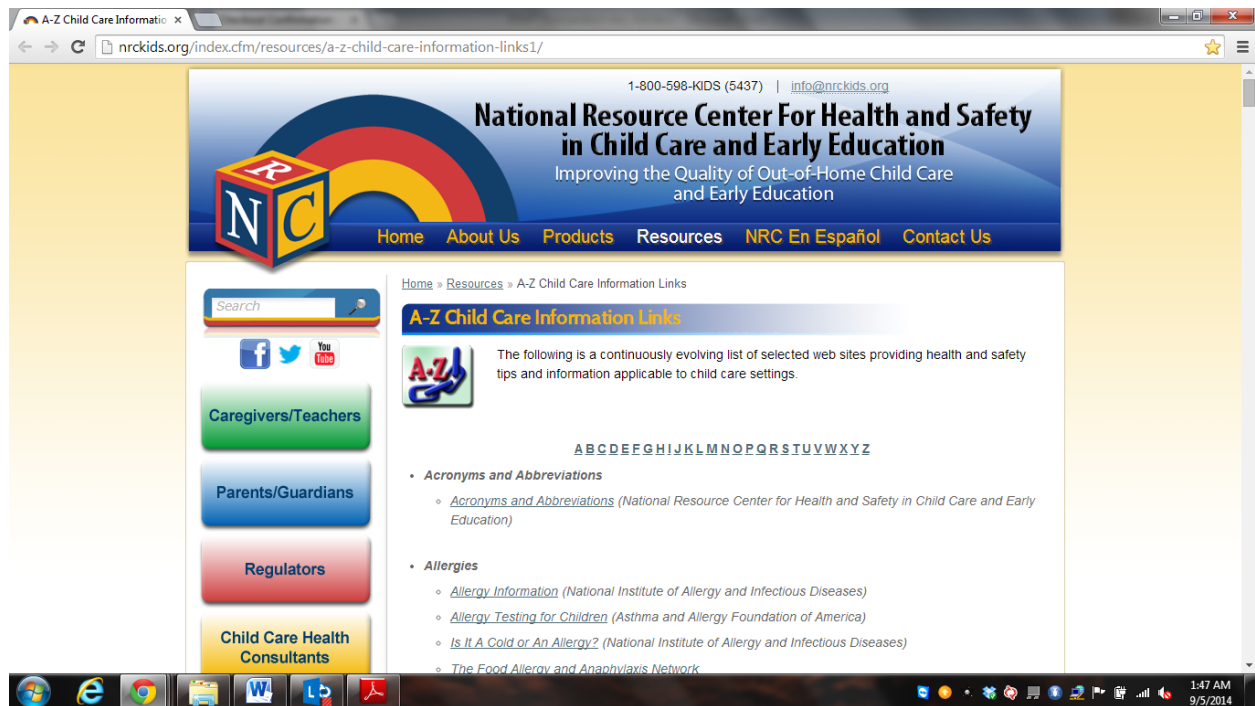 A-Z Child Care Informatio
nrckids.org/index.cfm/resources/a-z-child-care-information-links1/
1-800-598-KIDS (5437) | info@nrckids.org
National Resource Center For Health and Safety
in Child Care and Early Education
Improving the Quality of Out-of-Home Child Care
and Early Education
R
N C
Home About Us Products Resources NRC En Español Contact Us
Home » Resources » A-Z Child Care Information Links
Search
A-Z Child Care Information Links
A-Z
The following is a continuously evolving list of selected web sites providing health and safety
tips and information applicable to child care settings.
f You
Tube
Caregivers/Teachers
Parents/Guardians
Regulators
Child Care Health
Consultants
A B C D E F G H I J K L M N O P Q R S T U V W X Y Z
• Acronyms and Abbreviations
Acronyms and Abbreviations (National Resource Center for Health and Safety in Child Care and Early
Education)
• Allergies
Allergy Information (National Institute of Allergy and Infectious Diseases)
Allergy Testing for Children (Asthma and Allergy Foundation of America)
Is It A Cold or An Allergy? (National Institute of Allergy and Infectious Diseases)
The Food Allergy and Anaphylaxis Network
1:47 AM
9/5/2014